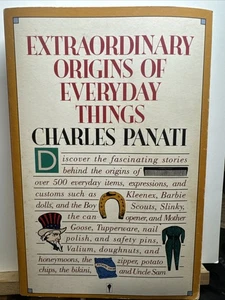 EXTRAORDINARY
ORIGINS OF
EVERYDAY
THINGS
CHARLES PANATI
Discover the fascinating stories
behind the origins of
over 500 everyday items, expressions, and
customs such as Kleenex, Barbie
dolls, and the Boy Scouts, Slinky,
the can opener, and Mother
Goose, Tupperware, nail
polish, and safety pins,
Valium, doughnuts, and
honeymoons, the zipper, potato
chips, the bikini, and Uncle Sam